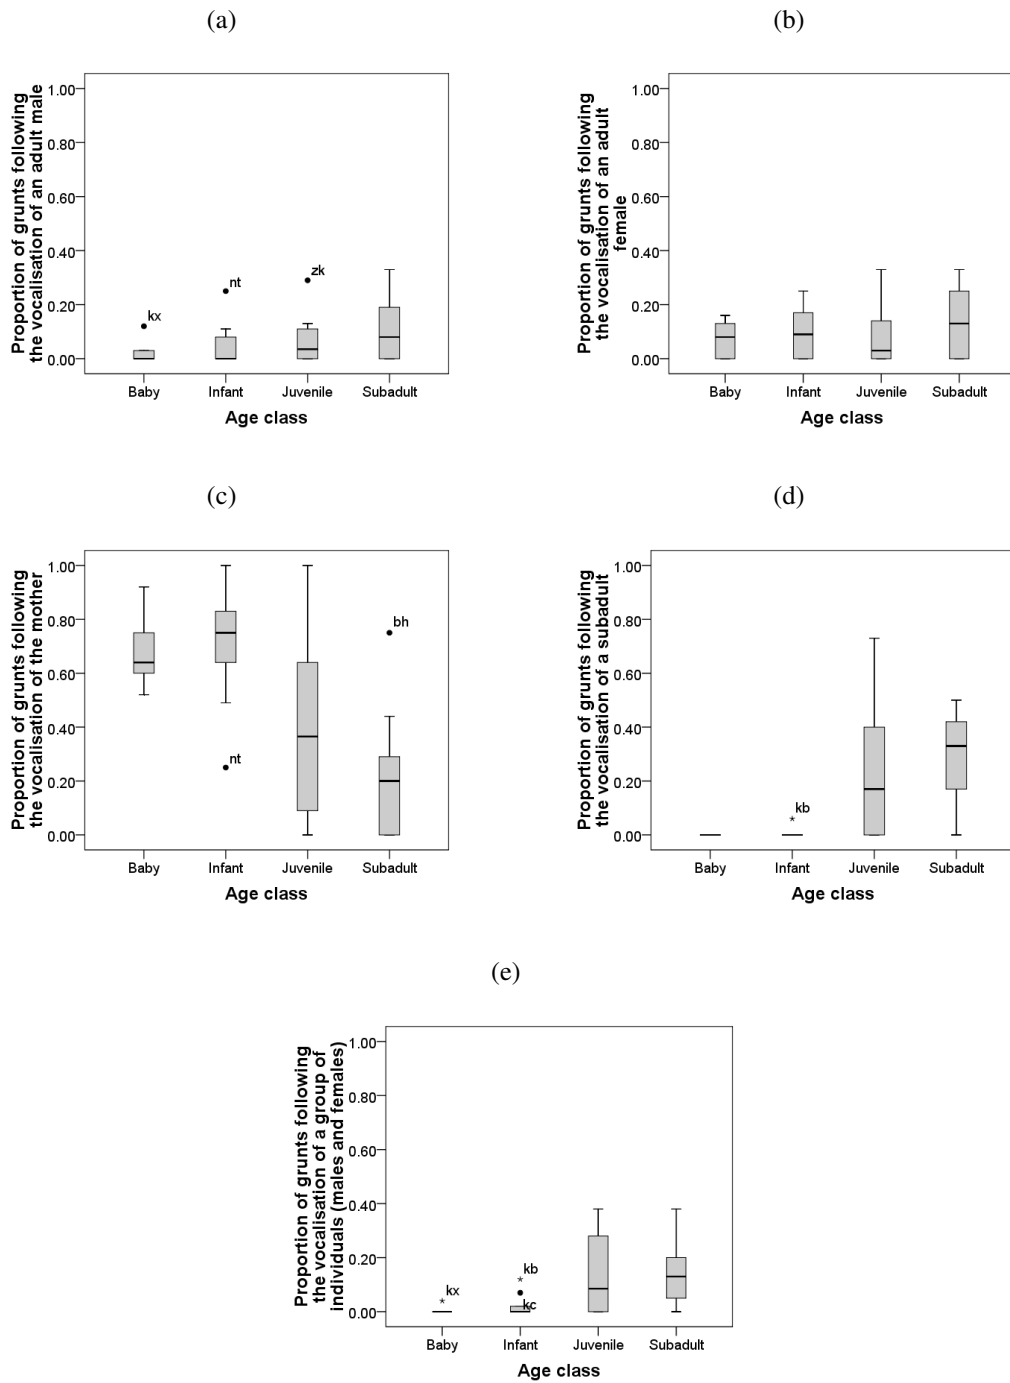 (a)
Proportion of grunts following
the vocalisation of an adult male
1.00
0.80
0.60
0.40
0.20
0.00
kx
nt
zk
Baby Infant Juvenile Subadult
Age class
(b)
Proportion of grunts following
the vocalisation of an adult
female
1.00
0.80
0.60
0.40
0.20
0.00
Baby Infant Juvenile Subadult
Age class
(c)
Proportion of grunts following
the vocalisation of the mother
1.00
0.80
0.60
0.40
0.20
0.00
bh
nt
Baby Infant Juvenile Subadult
Age class
(d)
Proportion of grunts following
the vocalisation of a subadult
1.00
0.80
0.60
0.40
0.20
0.00
kb
Baby Infant Juvenile Subadult
Age class
(e)
Proportion of grunts following
the vocalisation of a group of
individuals (males and females)
1.00
0.80
0.60
0.40
0.20
0.00
kx
kb
kc
Baby Infant Juvenile Subadult
Age class